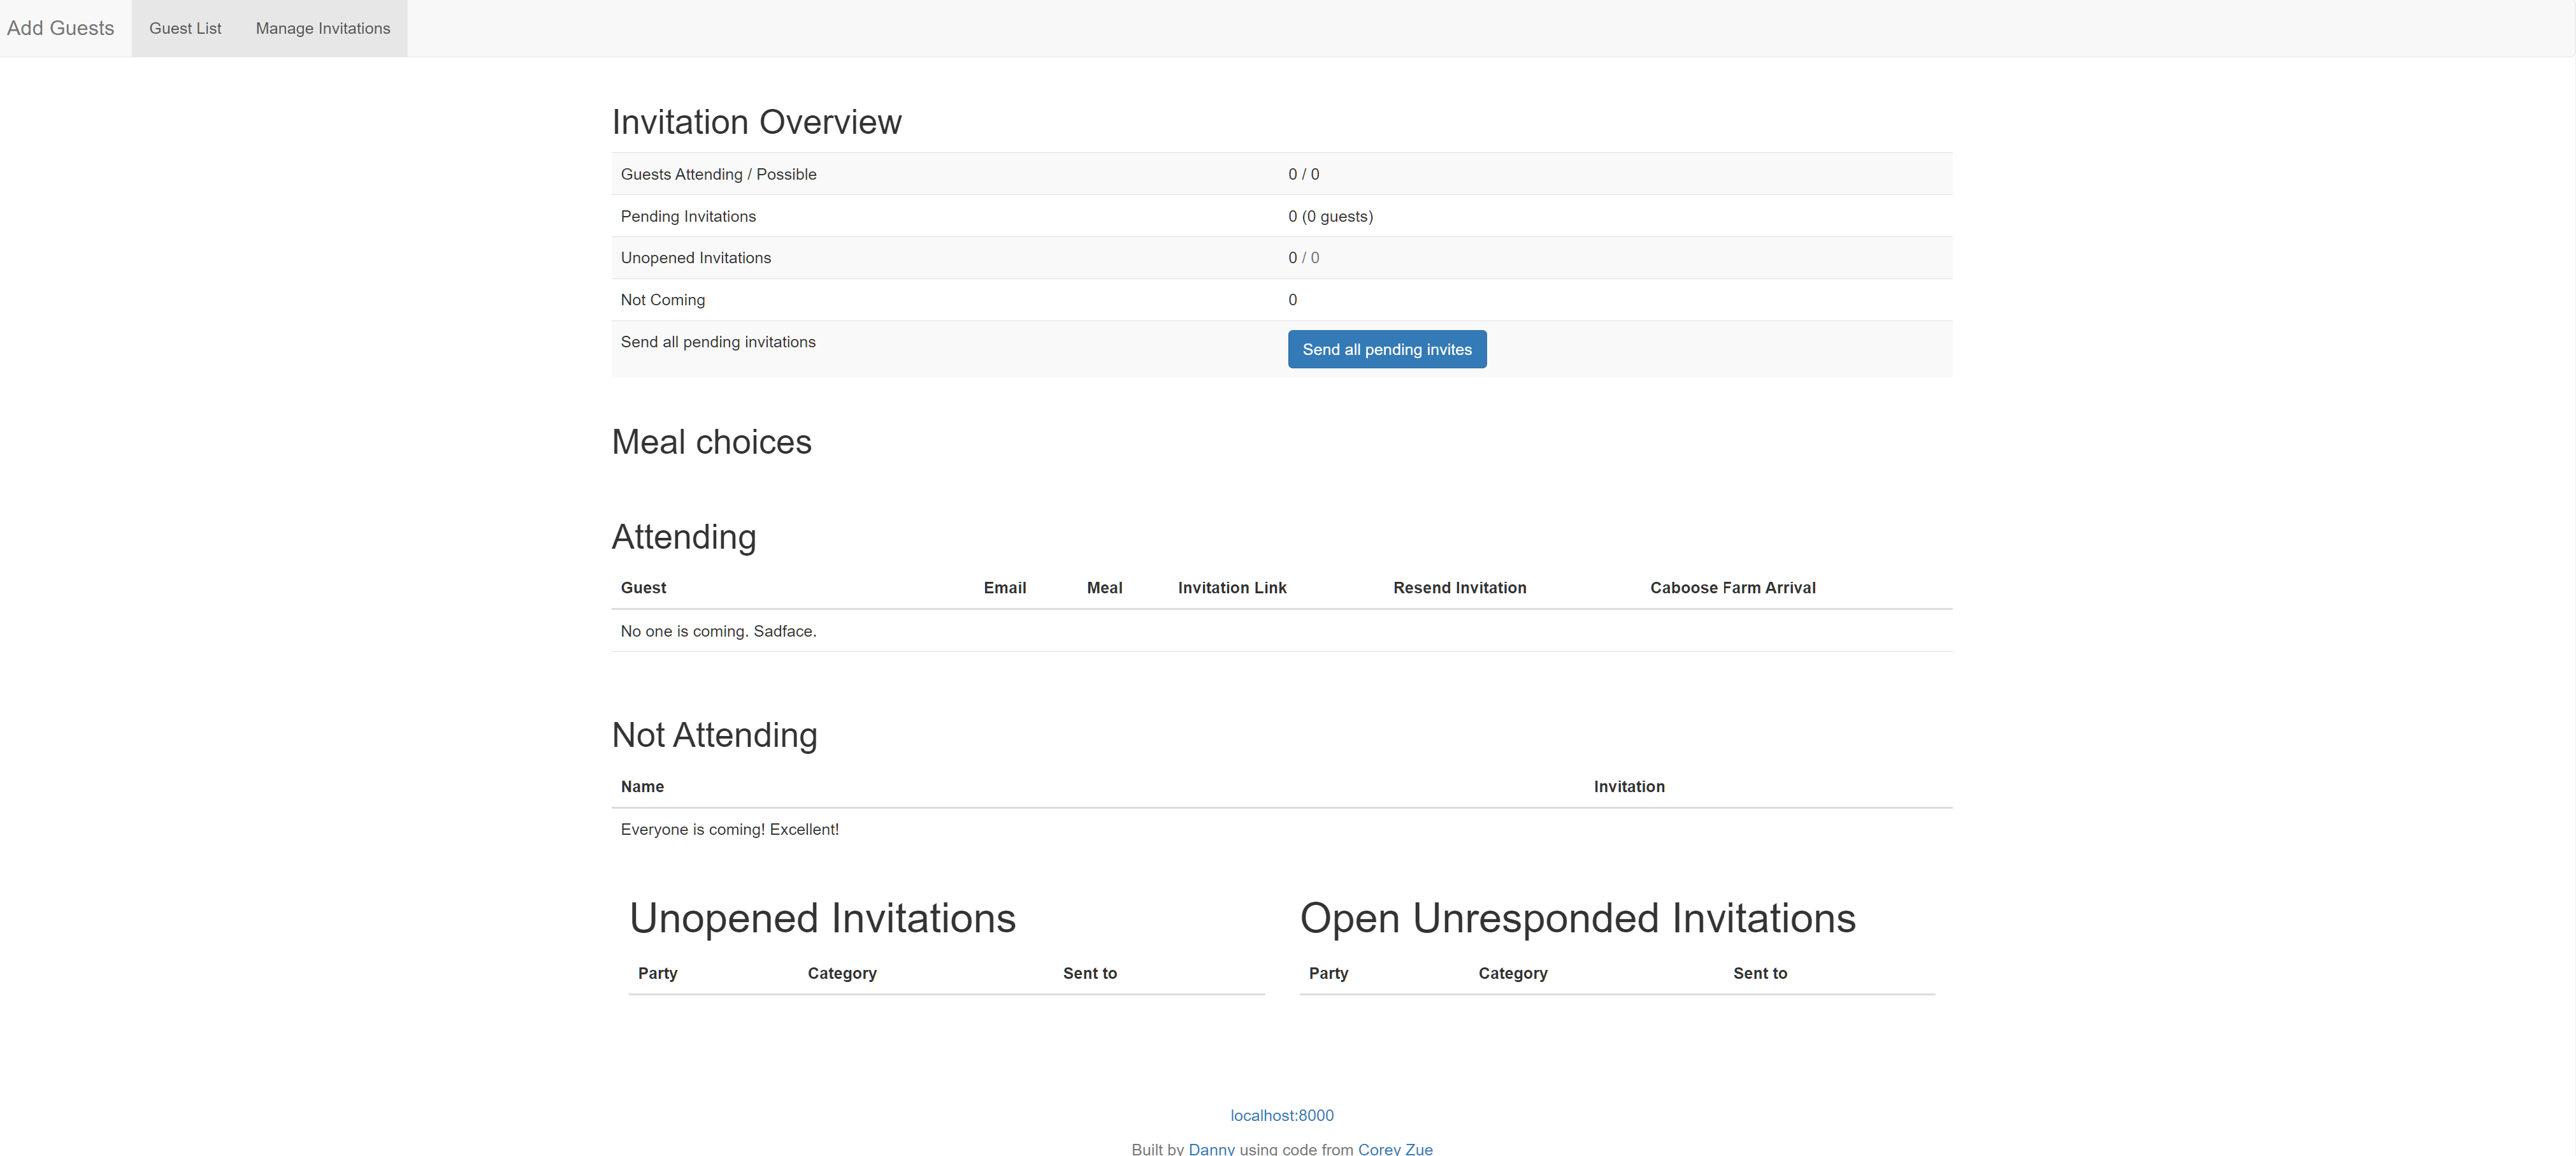 Add Guests Guest List Manage Invitations
Invitation Overview
Guests Attending / Possible 0 / 0
Pending Invitations 0 (0 guests)
Unopened Invitations 0 / 0
Not Coming 0
Send all pending invitations Send all pending invites
Meal choices
Attending
Guest Email Meal Invitation Link Resend Invitation Caboose Farm Arrival
No one is coming. Sadface.
Not Attending
Name Invitation
Everyone is coming! Excellent!
Unopened Invitations Open Unresponded Invitations
Party Category Sent to Party Category Sent to
localhost:8000
Built by Danny using code from Corey Zue